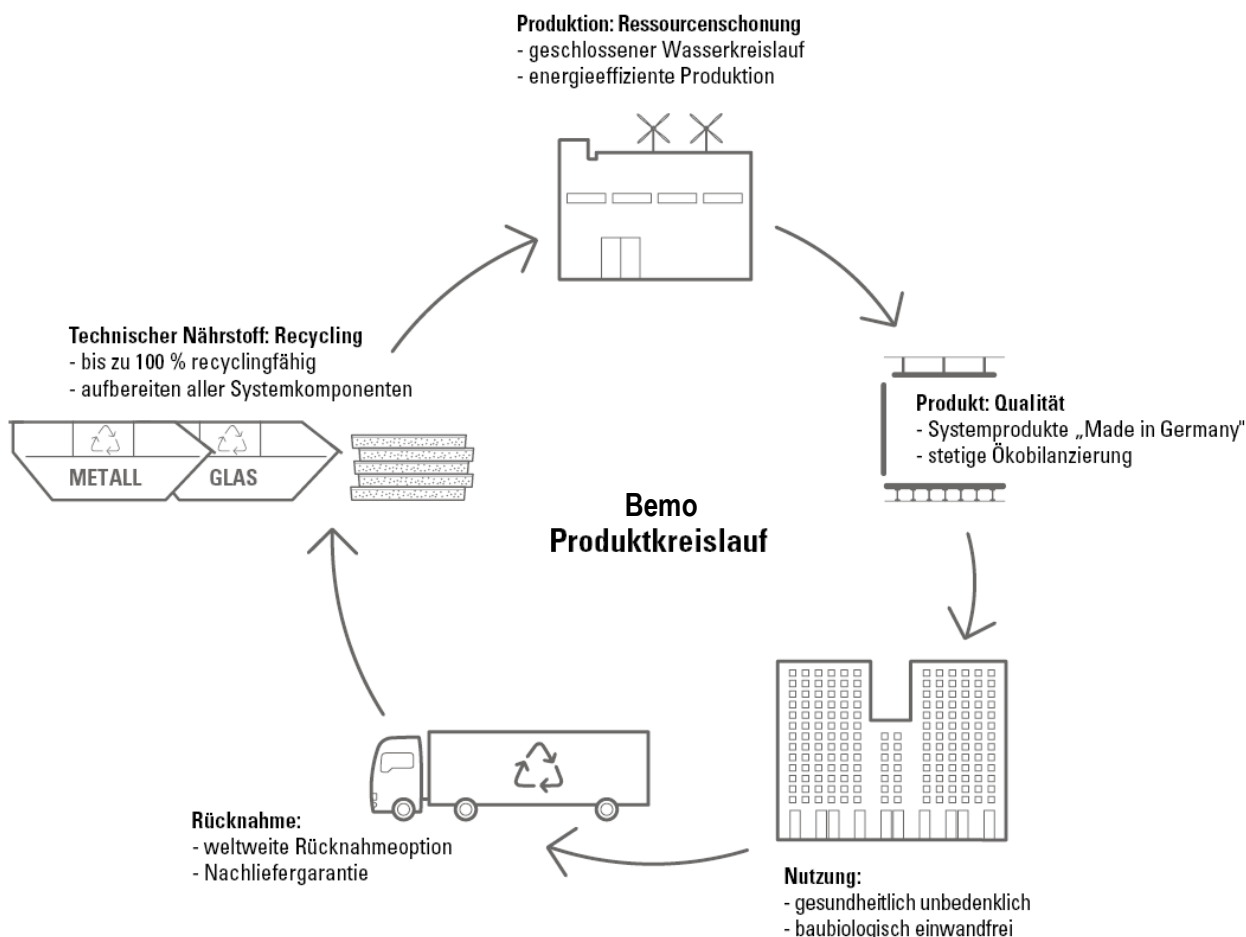 Produktion: Ressourcenschonung
- geschlossener Wasserkreislauf
- energieeffiziente Produktion
Technischer Nährstoff: Recycling
- bis zu 100 % recyclingfähig
- aufbereiten aller Systemkomponenten
METALL
GLAS
Produkt: Qualität
- Systemprodukte „Made in Germany"
- stetige Ökobilanzierung
Bemo
Produktkreislauf
Rücknahme:
- weltweite Rücknahmeoption
- Nachliefergarantie
Nutzung:
- gesundheitlich unbedenklich
- baubiologisch einwandfrei